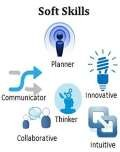 Soft Skills
Planner
Communicator
Innovative
Thinker
Collaborative
Intuitive